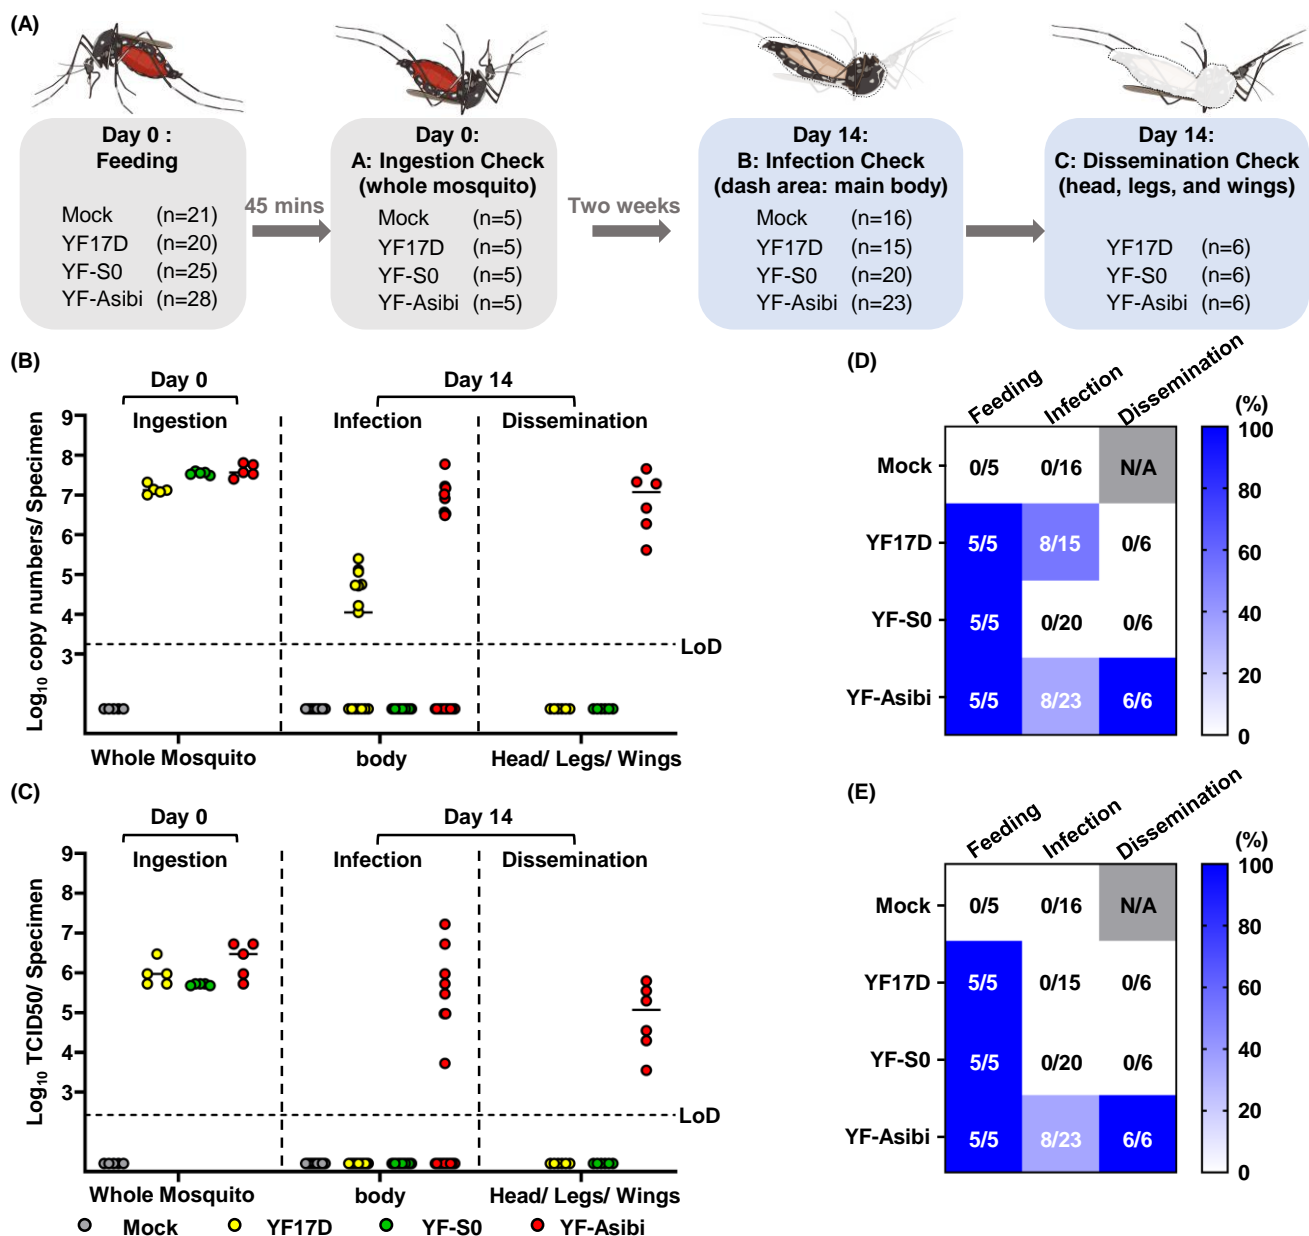 (A)
Day 0 :
Feeding
Mock (n=21)
YF17D (n=20)
YF-S0 (n=25)
YF-Asibi (n=28)
45 mins
Day 0:
A: Ingestion Check
(whole mosquito)
Mock (n=5)
YF17D (n=5)
YF-S0 (n=5)
YF-Asibi (n=5)
Two weeks
Day 14:
B: Infection Check
(dash area: main body)
Mock (n=16)
YF17D (n=15)
YF-S0 (n=20)
YF-Asibi (n=23)
Day 14:
C: Dissemination Check
(head, legs, and wings)
YF17D (n=6)
YF-S0 (n=6)
YF-Asibi (n=6)
(B)
Day 0
Day 14
Ingestion
Infection
Dissemination
Log₁₀ copy numbers/ Specimen
9
8
7
6
5
4
3
LoD
Whole Mosquito
body
Head/ Legs/ Wings
(D)
Feeding
Infection
Dissemination
(%)
Mock 0/5 0/16 N/A
YF17D 5/5 8/15 0/6
YF-S0 5/5 0/20 0/6
YF-Asibi 5/5 8/23 6/6
100
80
60
40
20
0
(C)
Day 0
Day 14
Ingestion
Infection
Dissemination
Log₁₀ TCID50/ Specimen
9
8
7
6
5
4
3
LoD
Whole Mosquito
body
Head/ Legs/ Wings
Mock
YF17D
YF-S0
YF-Asibi
(E)
Feeding
Infection
Dissemination
(%)
Mock 0/5 0/16 N/A
YF17D 5/5 0/15 0/6
YF-S0 5/5 0/20 0/6
YF-Asibi 5/5 8/23 6/6
100
80
60
40
20
0